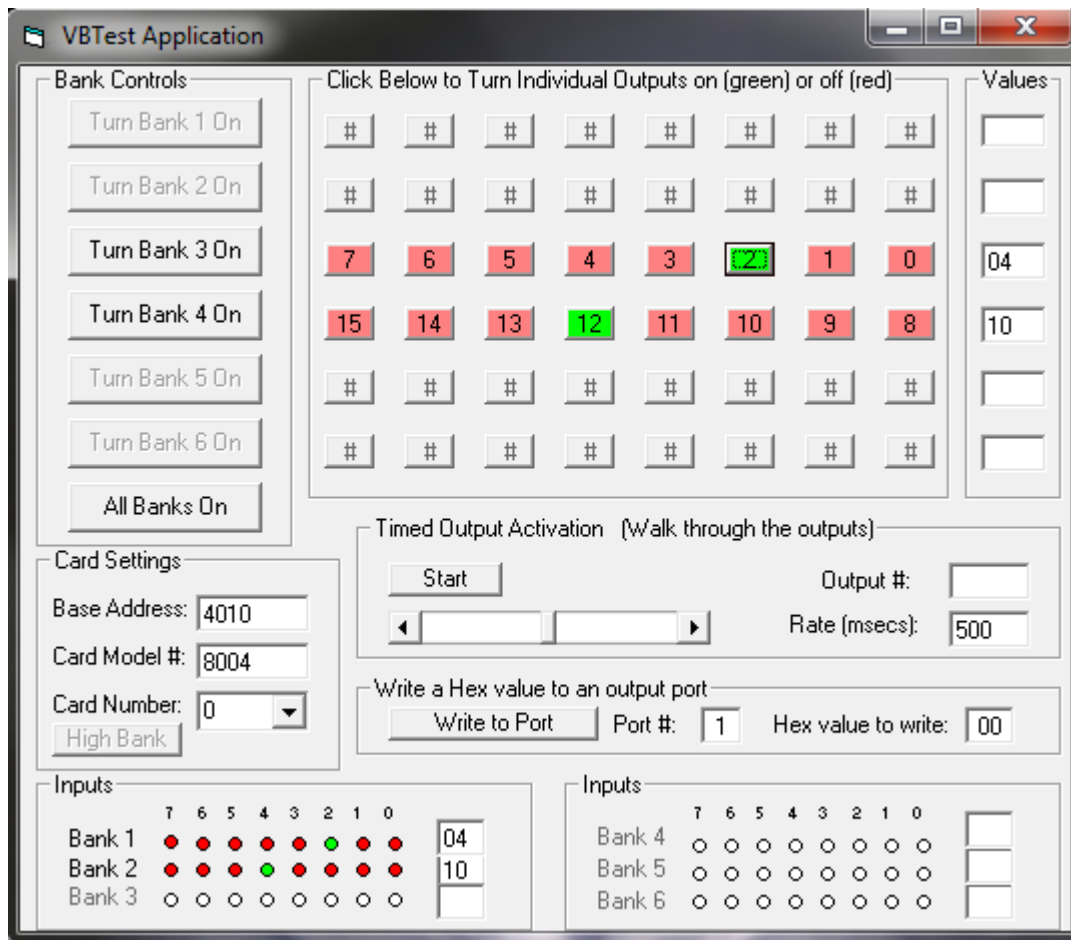 VBTest Application
Bank Controls
Turn Bank 1 On
Turn Bank 2 On
Turn Bank 3 On
Turn Bank 4 On
Turn Bank 5 On
Turn Bank 6 On
All Banks On
Click Below to Turn Individual Outputs on (green) or off (red)
# # # # # # # #
# # # # # # # #
7 6 5 4 3 2 1 0
15 14 13 12 11 10 9 8
# # # # # # # #
# # # # # # # #
Values
04
10
Timed Output Activation (Walk through the outputs)
Start
Output #:
Rate (msecs): 500
Card Settings
Base Address: 4010
Card Model #: 8004
Card Number: 0
High Bank
Write a Hex value to an output port
Write to Port Port #: 1 Hex value to write: 00
Inputs
7 6 5 4 3 2 1 0
Bank 1 04
Bank 2 10
Bank 3
Inputs
7 6 5 4 3 2 1 0
Bank 4
Bank 5
Bank 6